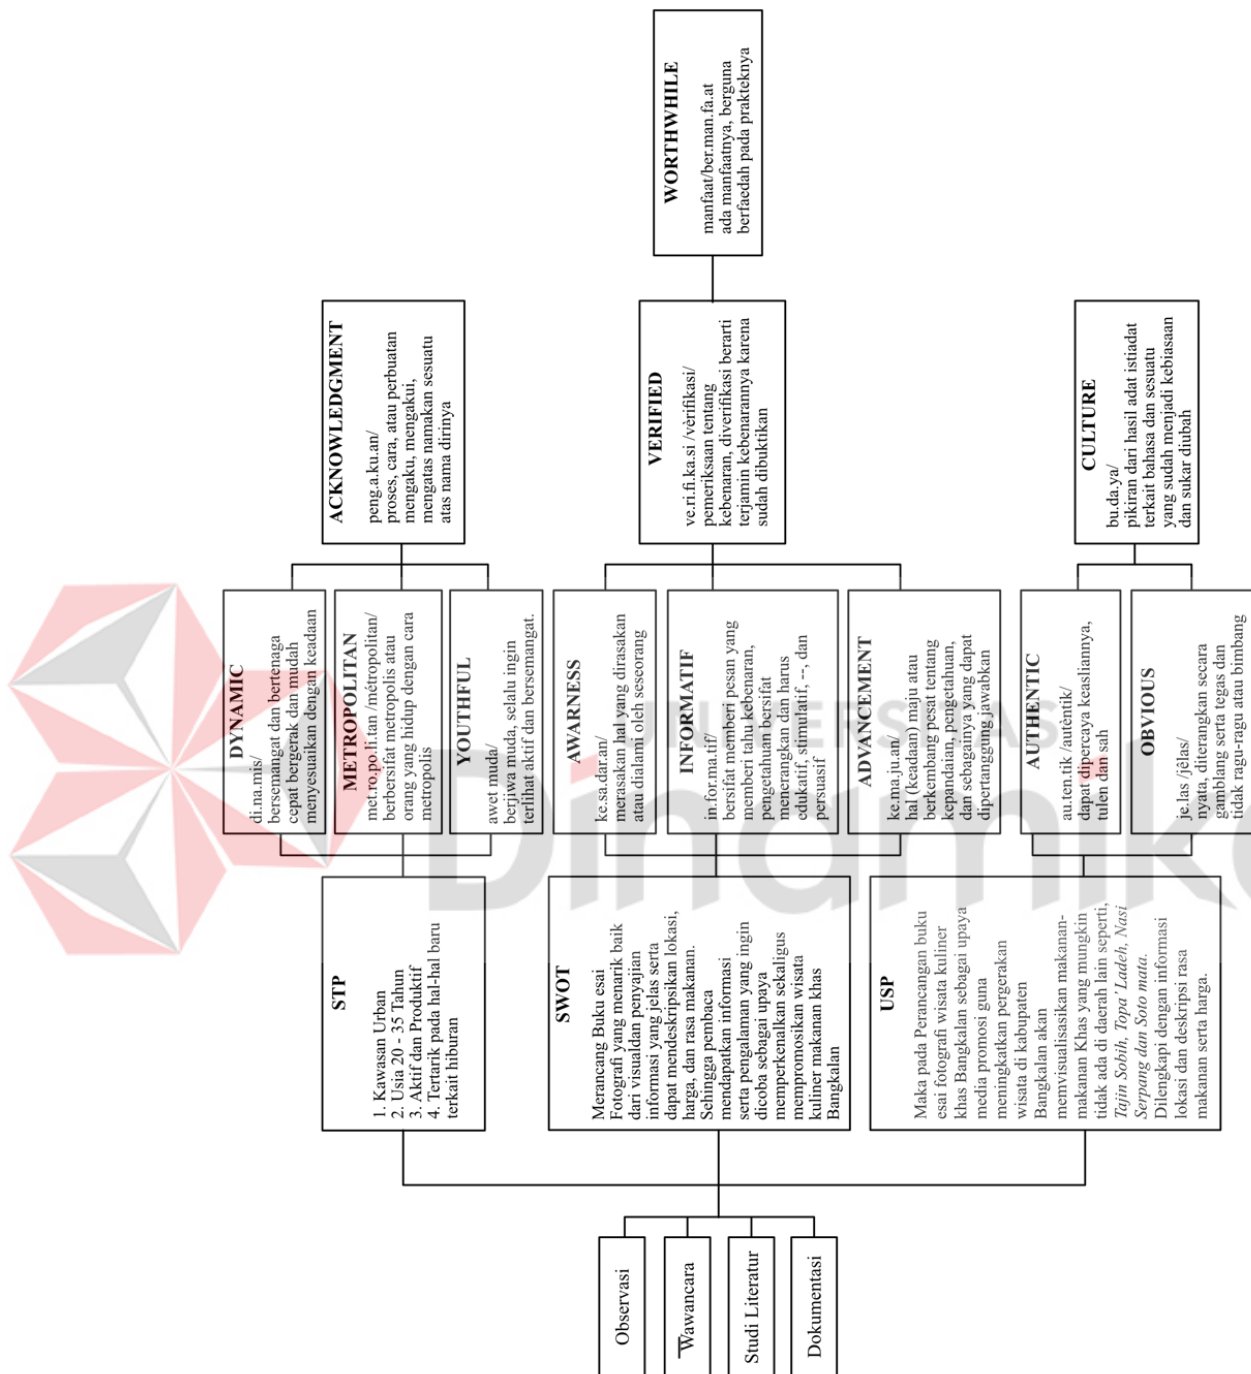 Observasi
Wawancara
Studi Literatur
Dokumentasi
STP
1. Kawasan Urban
2. Usia 20 - 35 Tahun
3. Aktif dan Produktif
4. Tertarik pada hal-hal baru
terkait hiburan
SWOT
Merancang Buku esai
Fotografi yang menarik baik
dari visualdan penyajian
informasi yang jelas serta
dapat mendeskripsikan lokasi,
harga, dan rasa makanan.
Sehingga pembaca
mendapatkan informasi
serta pengalaman yang ingin
dicoba sebagai upaya
memperkenalkan sekaligus
mempromosikan wisata
kuliner makanan khas
Bangkalan
USP
Maka pada Perancangan buku
esai fotografi wisata kuliner
khas Bangkalan sebagai upaya
media promosi guna
meningkatkan pergerakan
wisata di kabupaten
Bangkalan akan
memvisualisasikan makanan-
makanan Khas yang mungkin
tidak ada di daerah lain seperti,
Tajin Sobih, Topa' Ladeh, Nasi
Serpang dan Soto mata.
Dilengkapi dengan informasi
lokasi dan deskripsi rasa
makanan serta harga.
DYNAMIC
di.na.mis/
bersemangat dan bertenaga
cepat bergerak dan mudah
menyesuaikan dengan keadaan
METROPOLITAN
met.ro.po.li.tan /métropolitan/
berbersifat metropolis atau
orang yang hidup dengan cara
metropolis
YOUTHFUL
awet muda/
berjiwa muda, selalu ingin
terlihat aktif dan bersemangat.
AWARNESS
ke.sa.dar.an/
merasakan hal yang dirasakan
atau dialami oleh seseorang
INFORMATIF
in.for.ma.tif/
bersifat memberi pesan yang
memberi tahu kebenaran,
pengetahuan bersifat
menerangkan dan harus
edukatif, stimulatif, --, dan
persuasif
ADVANCEMENT
ke.ma.ju.an/
hal (keadaan) maju atau
berkembang pesat tentang
kepandaian, pengetahuan,
dan sebagainya yang dapat
dipertanggung jawabkan
AUTHENTIC
au.ten.tik /autèntik/
dapat dipercaya keasliannya,
tulen dan sah
OBVIOUS
je.las /jêlas/
nyata, diterangkan secara
gamblang serta tegas dan
tidak ragu-ragu atau bimbang
ACKNOWLEDGMENT
peng.a.ku.an/
proses, cara, atau perbuatan
mengaku, mengakui,
mengatas namakan sesuatu
atas nama dirinya
VERIFIED
ve.ri.fi.ka.si /vèrifikasi/
pemeriksaan tentang
kebenaran, diverifikasi berarti
terjamin kebenarannya karena
sudah dibuktikan
CULTURE
bu.da.ya/
pikiran dari hasil adat istiadat
terkait bahasa dan sesuatu
yang sudah menjadi kebiasaan
dan sukar diubah
WORTHWHILE
manfaat/ber.man.fa.at
ada manfaatnya, berguna
berfaedah pada prakteknya
UNIVERSITAS
Dinamika